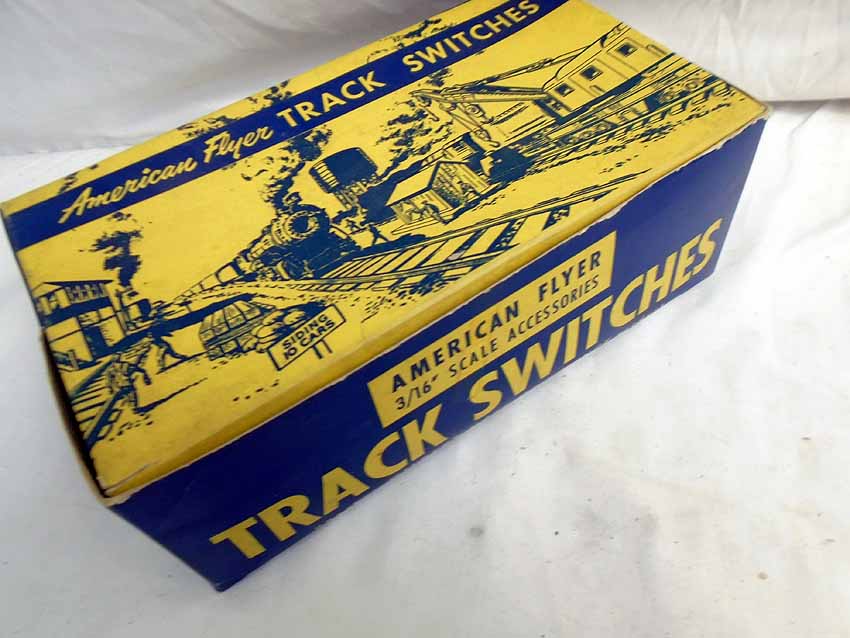 American Flyer TRACK SWITCHES
SIDING
10 CARS
AMERICAN FLYER
3/16" SCALE ACCESSORIES
TRACK SWITCHES